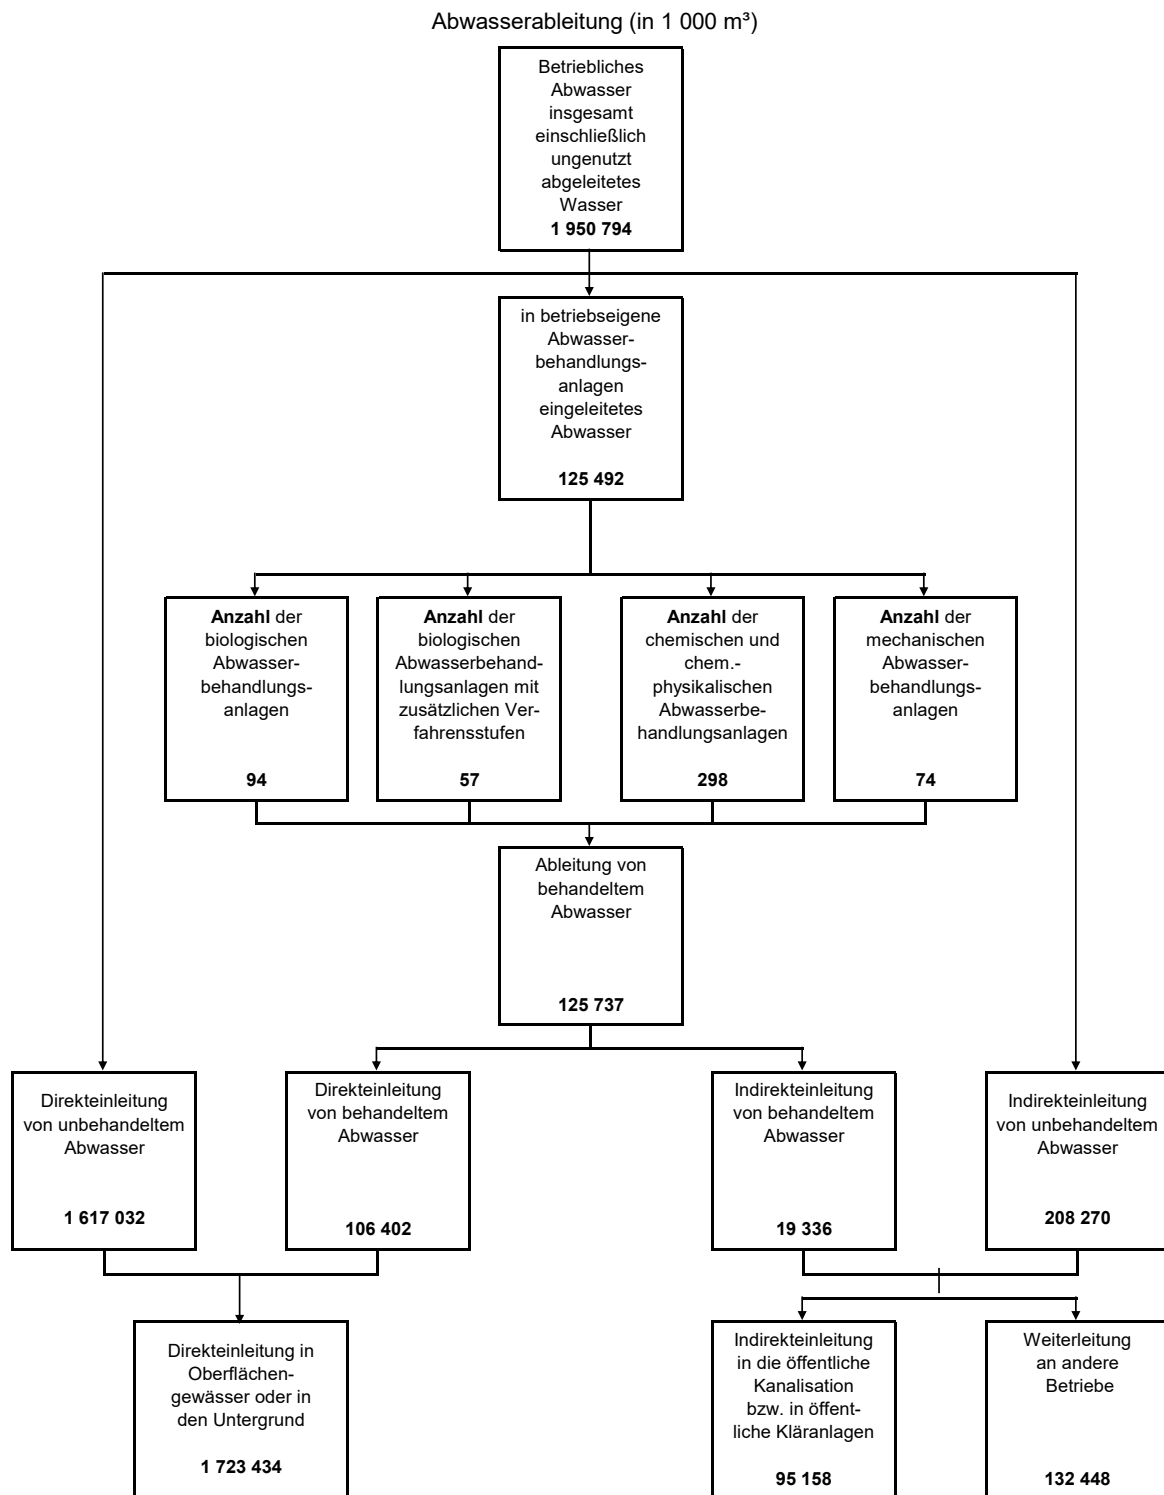 Abwasserableitung (in 1 000 m³)
Betriebliches
Abwasser
insgesamt
einschließlich
ungenutzt
abgeleitetes
Wasser
1 950 794
in betriebseigene
Abwasser-
behandlungs-
anlagen
eingeleitetes
Abwasser
125 492
Anzahl der
biologischen
Abwasser-
behandlungs-
anlagen
94
Anzahl der
biologischen
Abwasserbehand-
lungsanlagen mit
zusätzlichen Ver-
fahrensstufen
57
Anzahl der
chemischen und
chem.-
physikalischen
Abwasserbe-
handlungsanlagen
298
Anzahl der
mechanischen
Abwasser-
behandlungs-
anlagen
74
Ableitung von
behandeltem
Abwasser
125 737
Direkteinleitung
von unbehandeltem
Abwasser
1 617 032
Direkteinleitung
von behandeltem
Abwasser
106 402
Indirekteinleitung
von behandeltem
Abwasser
19 336
Indirekteinleitung
von unbehandeltem
Abwasser
208 270
Direkteinleitung in
Oberflächen-
gewässer oder in
den Untergrund
1 723 434
Indirekteinleitung
in die öffentliche
Kanalisation
bzw. in öffent-
liche Kläranlagen
95 158
Weiterleitung
an andere
Betriebe
132 448